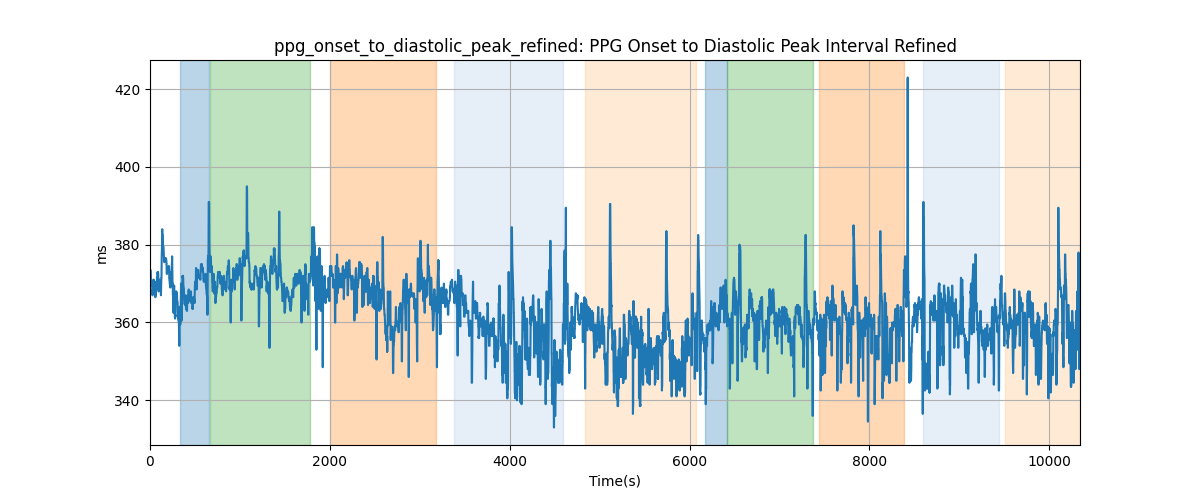 ppg_onset_to_diastolic_peak_refined: PPG Onset to Diastolic Peak Interval Refined
420
400
380
360
340
ms
0 2000 4000 6000 8000 10000
Time(s)